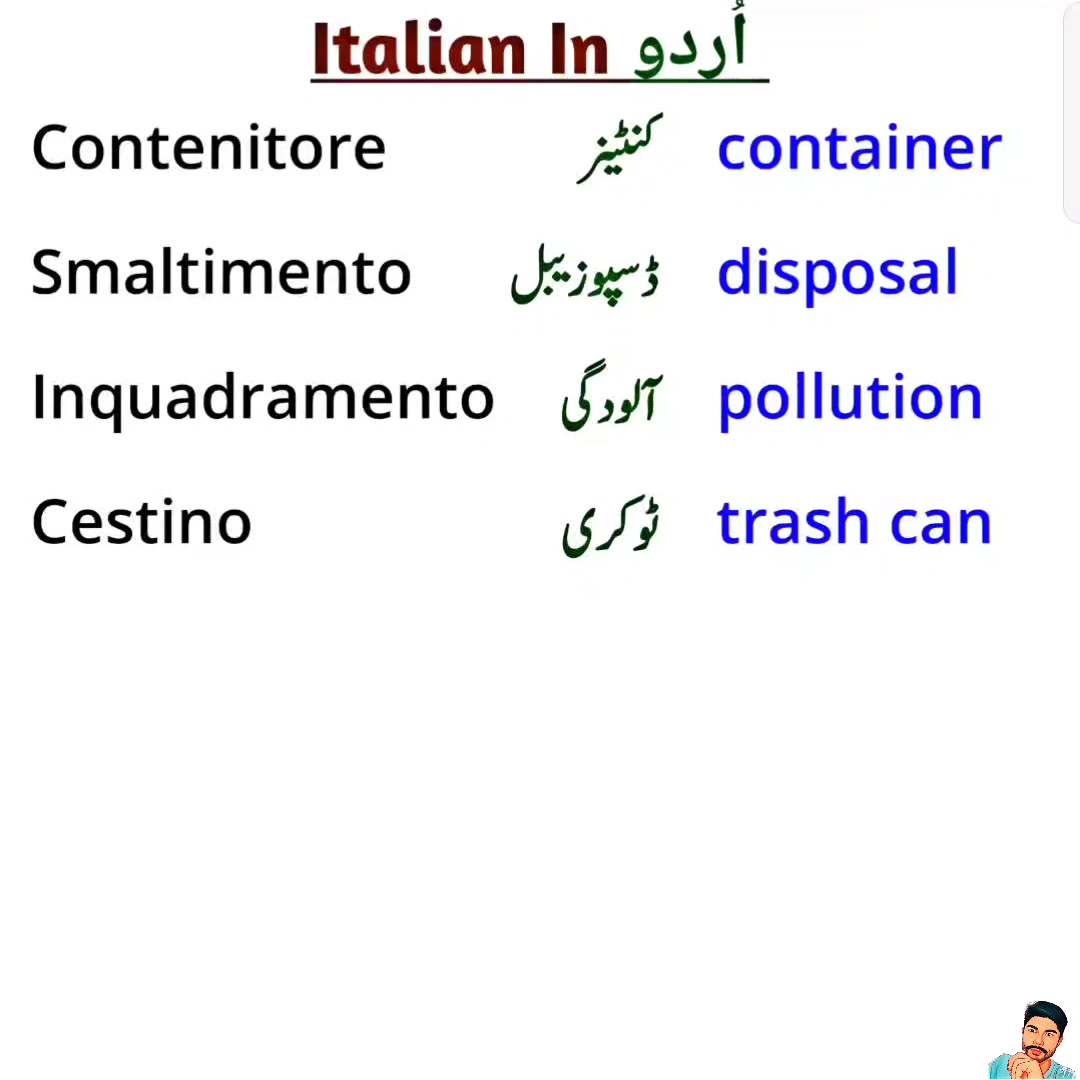 Italian In اُردو
Contenitore کنٹینر container
Smaltimento ڈسپوزیبل disposal
Inquadramento آلودگی pollution
Cestino ٹوکری trash can